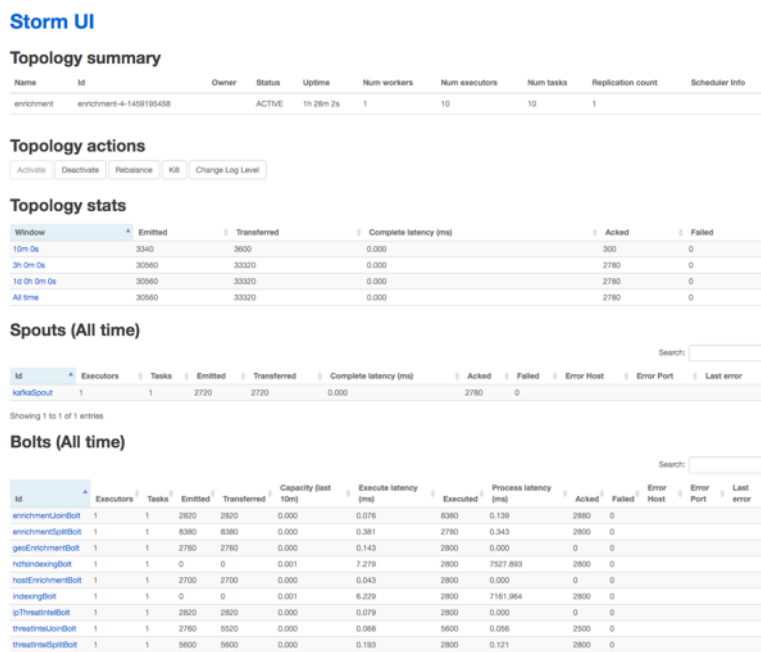 Storm UI
Topology summary
Name Id Owner Status Uptime Num workers Num executors Num tasks Replication count Scheduler Info
enrichment enrichment-4-1459195458 ACTIVE 1h 28m 2s 1 10 10 1
Topology actions
Activate Deactivate Rebalance Kill Change Log Level
Topology stats
Window Emitted Transferred Complete latency (ms) Acked Failed
10m 0s 3340 3600 0.000 300 0
3h 0m 0s 30560 33320 0.000 2780 0
1d 0h 0m 0s 30560 33320 0.000 2780 0
All time 30560 33320 0.000 2780 0
Spouts (All time)
Search:
Id Executors Tasks Emitted Transferred Complete latency (ms) Acked Failed Error Host Error Port Last error
kafkaSpout 1 1 2720 2720 0.000 2780 0
Showing 1 to 1 of 1 entries
Bolts (All time)
Search:
Id Executors Tasks Emitted Transferred Capacity (last 10m) Execute latency (ms) Executed Process latency (ms) Acked Failed Error Host Error Port Last error
enrichmentJoinBolt 1 1 2820 2820 0.000 0.076 8380 0.139 2880 0
enrichmentSplitBolt 1 1 8380 8380 0.000 0.381 2780 0.343 2800 0
geoEnrichmentBolt 1 1 2760 2760 0.000 0.143 2800 0.000 0 0
hdfsIndexingBolt 1 1 0 0 0.001 7.279 2800 7527.893 2800 0
hostEnrichmentBolt 1 1 2700 2700 0.000 0.043 2800 0.000 0 0
indexingBolt 1 1 0 0 0.001 6.229 2800 7161.964 2800 0
ipThreatIntelBolt 1 1 2820 2820 0.000 0.079 2800 0.000 0 0
threatIntelJoinBolt 1 1 2760 5520 0.000 0.068 5600 0.056 2500 0
threatIntelSplitBolt 1 1 5600 5600 0.000 0.193 2800 0.121 2800 0